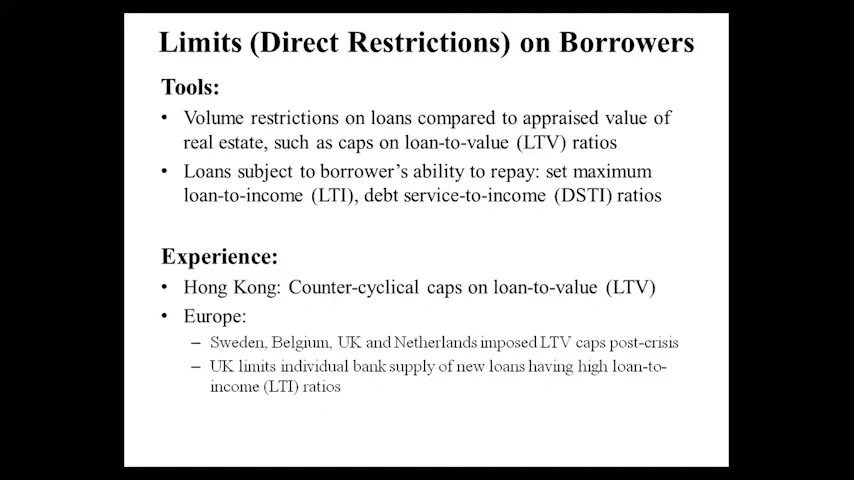 Limits (Direct Restrictions) on Borrowers
Tools:
• Volume restrictions on loans compared to appraised value of
real estate, such as caps on loan-to-value (LTV) ratios
• Loans subject to borrower’s ability to repay: set maximum
loan-to-income (LTI), debt service-to-income (DSTI) ratios
Experience:
• Hong Kong: Counter-cyclical caps on loan-to-value (LTV)
• Europe:
– Sweden, Belgium, UK and Netherlands imposed LTV caps post-crisis
– UK limits individual bank supply of new loans having high loan-to-
income (LTI) ratios